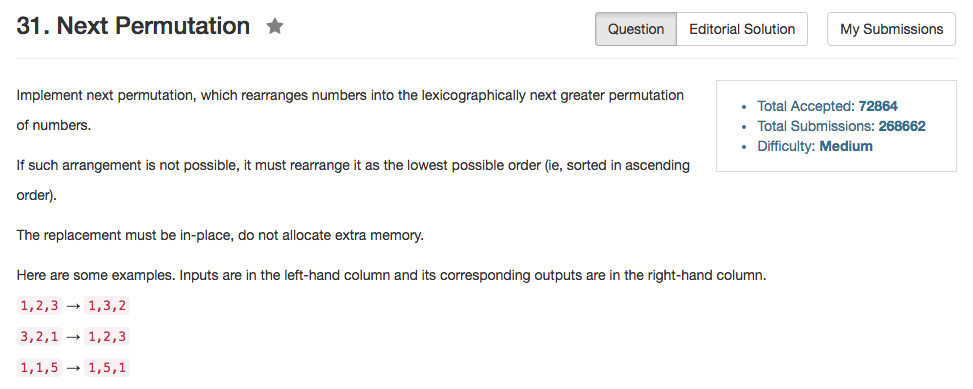 31. Next Permutation ★
Question
Editorial Solution
My Submissions
Implement next permutation, which rearranges numbers into the lexicographically next greater permutation
of numbers.
• Total Accepted: 72864
• Total Submissions: 268662
• Difficulty: Medium
If such arrangement is not possible, it must rearrange it as the lowest possible order (ie, sorted in ascending
order).
The replacement must be in-place, do not allocate extra memory.
Here are some examples. Inputs are in the left-hand column and its corresponding outputs are in the right-hand column.
1,2,3 → 1,3,2
3,2,1 → 1,2,3
1,1,5 → 1,5,1